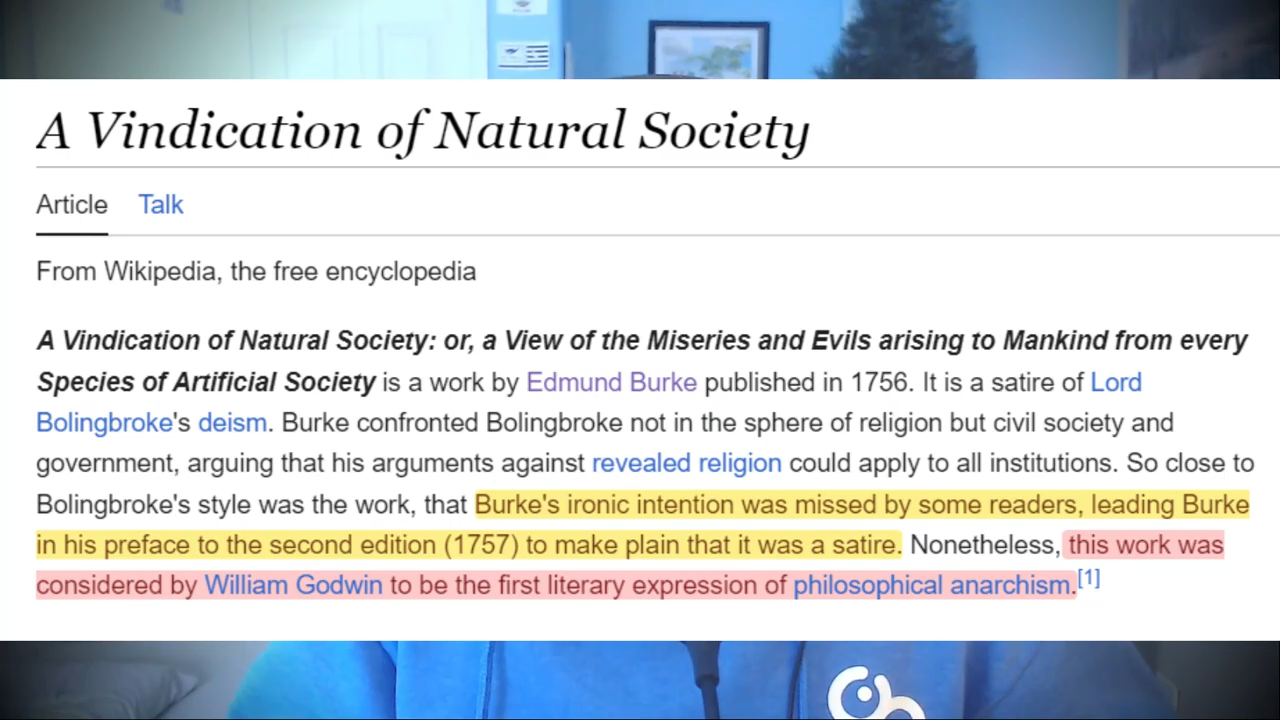 A Vindication of Natural Society
Article Talk
From Wikipedia, the free encyclopedia
A Vindication of Natural Society: or, a View of the Miseries and Evils arising to Mankind from every
Species of Artificial Society is a work by Edmund Burke published in 1756. It is a satire of Lord
Bolingbroke's deism. Burke confronted Bolingbroke not in the sphere of religion but civil society and
government, arguing that his arguments against revealed religion could apply to all institutions. So close to
Bolingbroke's style was the work, that Burke's ironic intention was missed by some readers, leading Burke
in his preface to the second edition (1757) to make plain that it was a satire. Nonetheless, this work was
considered by William Godwin to be the first literary expression of philosophical anarchism.[1]